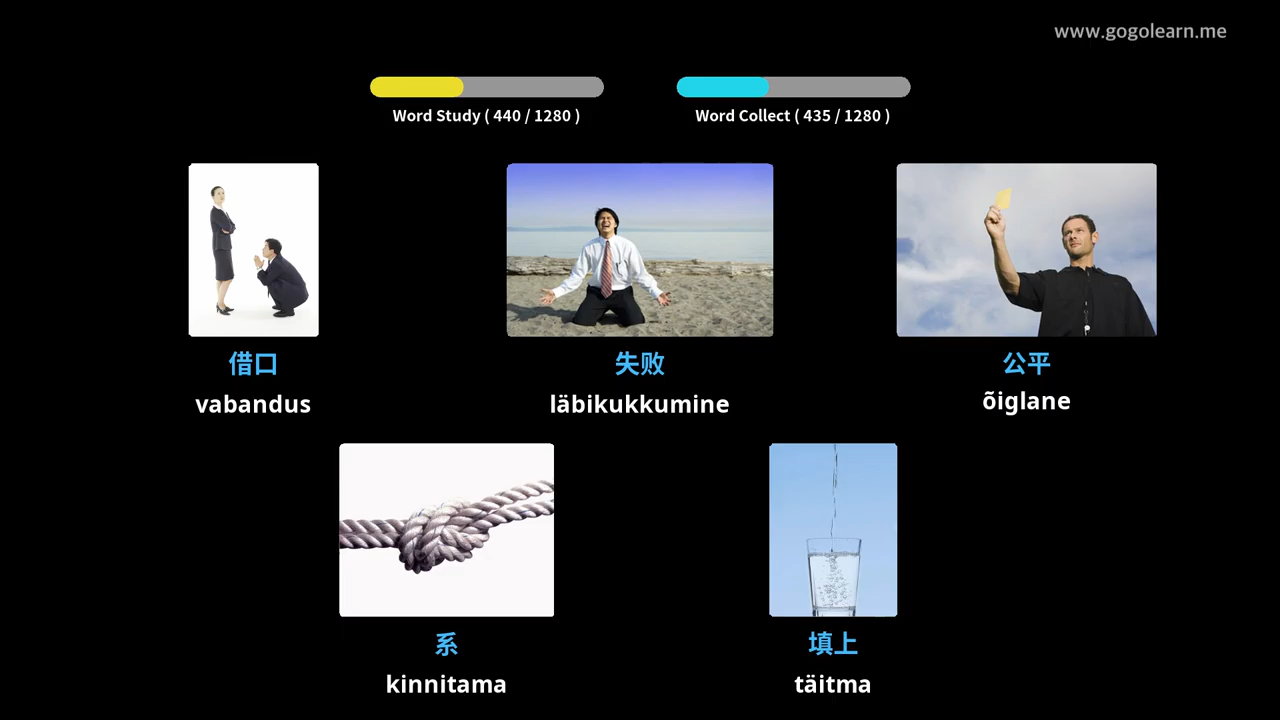 www.gogolearn.me
Word Study ( 440 / 1280 )
Word Collect ( 435 / 1280 )
借口
vabandus
失败
läbikukkumine
公平
õiglane
系
kinnitama
填上
täitma